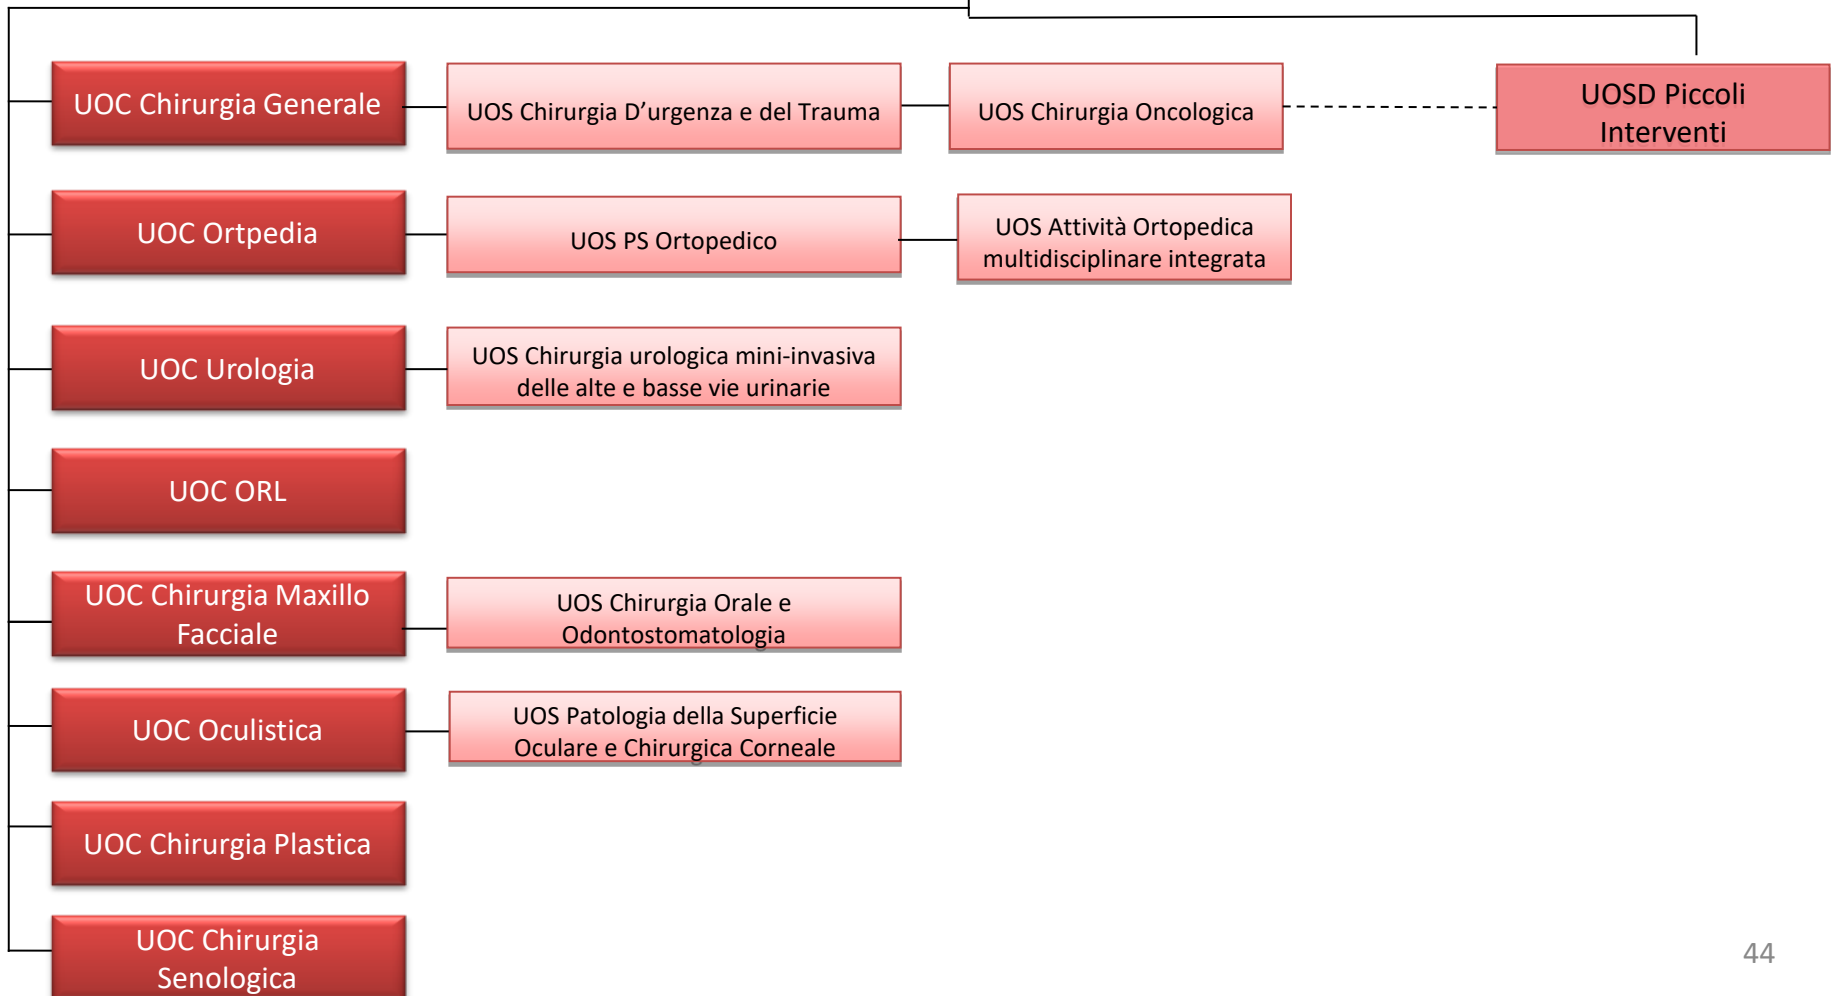 UOC Chirurgia Generale
UOS Chirurgia D'urgenza e del Trauma
UOS Chirurgia Oncologica
UOSD Piccoli
Interventi
UOC Ortpedia
UOS PS Ortopedico
UOS Attività Ortopedica
multidisciplinare integrata
UOC Urologia
UOS Chirurgia urologica mini-invasiva
delle alte e basse vie urinarie
UOC ORL
UOC Chirurgia Maxillo
Facciale
UOS Chirurgia Orale e
Odontostomatologia
UOC Oculistica
UOS Patologia della Superficie
Oculare e Chirurgica Corneale
UOC Chirurgia Plastica
UOC Chirurgia
Senologica
44